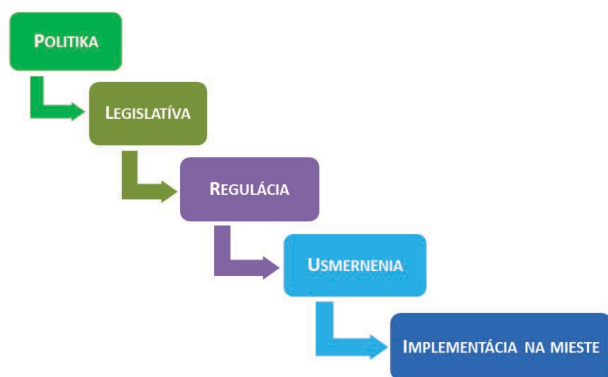 POLITIKA
LEGISLATÍVA
REGULÁCIA
USMERNENIA
IMPLEMENTÁCIA NA MIESTE